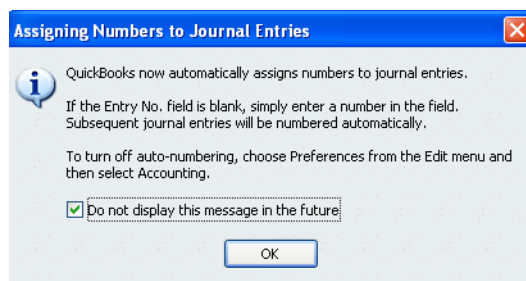 Assigning Numbers to Journal Entries
QuickBooks now automatically assigns numbers to journal entries.
If the Entry No. field is blank, simply enter a number in the field.
Subsequent journal entries will be numbered automatically.
To turn off auto-numbering, choose Preferences from the Edit menu and
then select Accounting.
Do not display this message in the future
OK